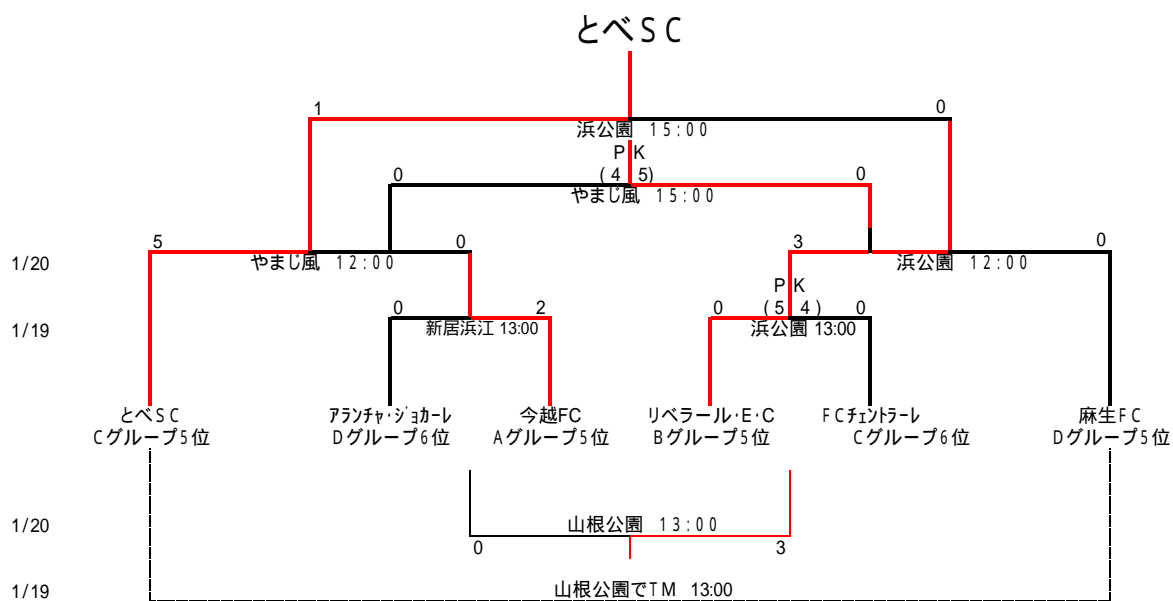 とべSC
1 0
浜公園 15:00
PK
0 (4 5) 0
やまじ風 15:00
5 0 3 0
1/20 やまじ風 12:00 浜公園 12:00
PK
0 2 0 (5 4) 0
1/19 新居浜江 13:00 浜公園 13:00
とべSC アランチャ・ジョカーレ 今越FC リベラール・E・C FCチェントラーレ 麻生FC
Cグループ5位 Dグループ6位 Aグループ5位 Bグループ5位 Cグループ6位 Dグループ5位
1/20 山根公園 13:00
0 3
1/19 山根公園でTM 13:00